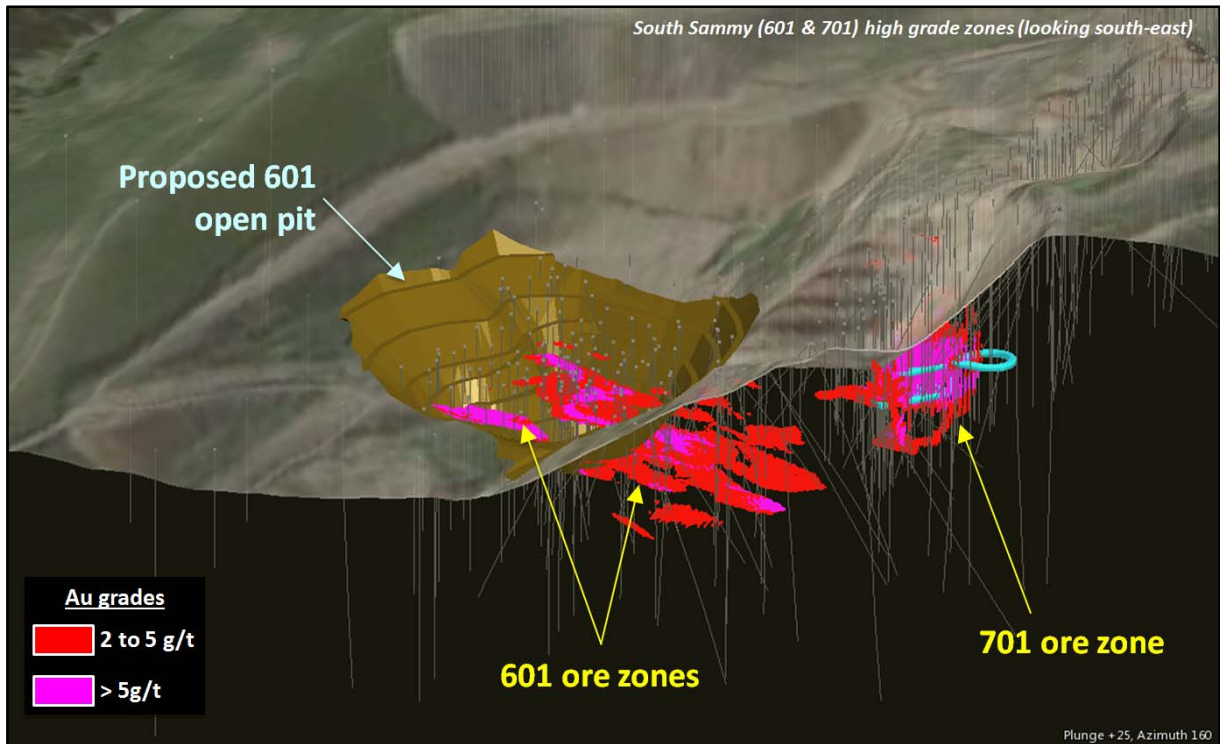 South Sammy (601 & 701) high grade zones (looking south-east)
Proposed 601
open pit
Au grades
2 to 5 g/t
> 5g/t
601 ore zones
701 ore zone
Plunge +25, Azimuth 160